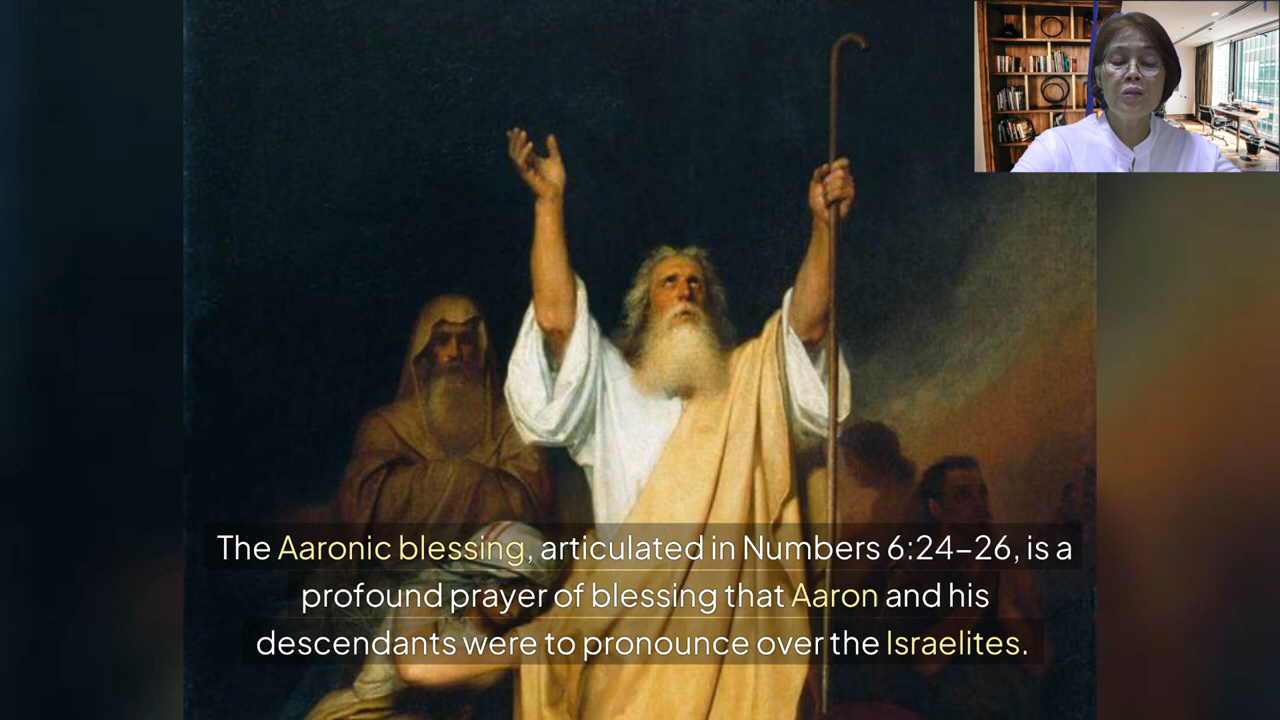 The Aaronic blessing, articulated in Numbers 6:24–26, is a
profound prayer of blessing that Aaron and his
descendants were to pronounce over the Israelites.